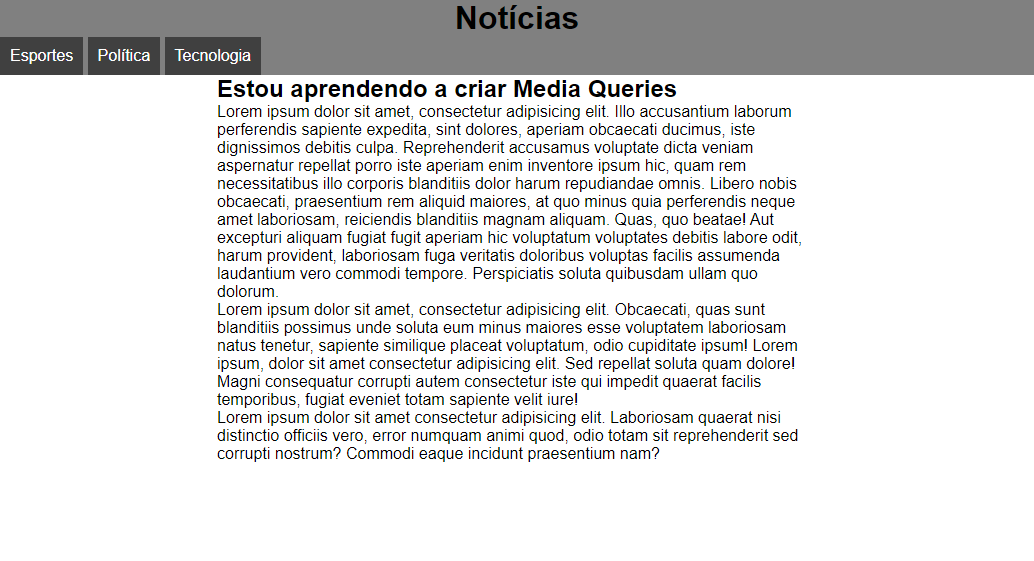 Notícias
Esportes Política Tecnologia
Estou aprendendo a criar Media Queries
Lorem ipsum dolor sit amet, consectetur adipisicing elit. Illo accusantium laborum
perferendis sapiente expedita, sint dolores, aperiam obcaecati ducimus, iste
dignissimos debitis culpa. Reprehenderit accusamus voluptate dicta veniam
aspernatur repellat porro iste aperiam enim inventore ipsum hic, quam rem
necessitatibus illo corporis blanditiis dolor harum repudiandae omnis. Libero nobis
obcaecati, praesentium rem aliquid maiores, at quo minus quia perferendis neque
amet laboriosam, reiciendis blanditiis magnam aliquam. Quas, quo beatae! Aut
excepturi aliquam fugiat fugit aperiam hic voluptatum voluptates debitis labore odit,
harum provident, laboriosam fuga veritatis doloribus voluptas facilis assumenda
laudantium vero commodi tempore. Perspiciatis soluta quibusdam ullam quo
dolorum.
Lorem ipsum dolor sit amet, consectetur adipisicing elit. Obcaecati, quas sunt
blanditiis possimus unde soluta eum minus maiores esse voluptatem laboriosam
natus tenetur, sapiente similique placeat voluptatum, odio cupiditate ipsum! Lorem
ipsum, dolor sit amet consectetur adipisicing elit. Sed repellat soluta quam dolore!
Magni consequatur corrupti autem consectetur iste qui impedit quaerat facilis
temporibus, fugiat eveniet totam sapiente velit iure!
Lorem ipsum dolor sit amet consectetur adipisicing elit. Laboriosam quaerat nisi
distinctio officiis vero, error numquam animi quod, odio totam sit reprehenderit sed
corrupti nostrum? Commodi eaque incidunt praesentium nam?